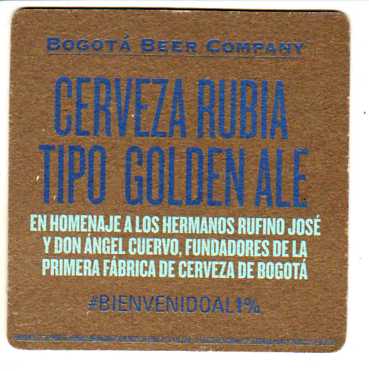 BOGOTÁ BEER COMPANY
CERVEZA RUBIA
TIPO GOLDEN ALE
EN HOMENAJE A LOS HERMANOS RUFINO JOSÉ
Y DON ÁNGEL CUERVO, FUNDADORES DE LA
PRIMERA FÁBRICA DE CERVEZA DE BOGOTÁ
#BIENVENIDOAL1%